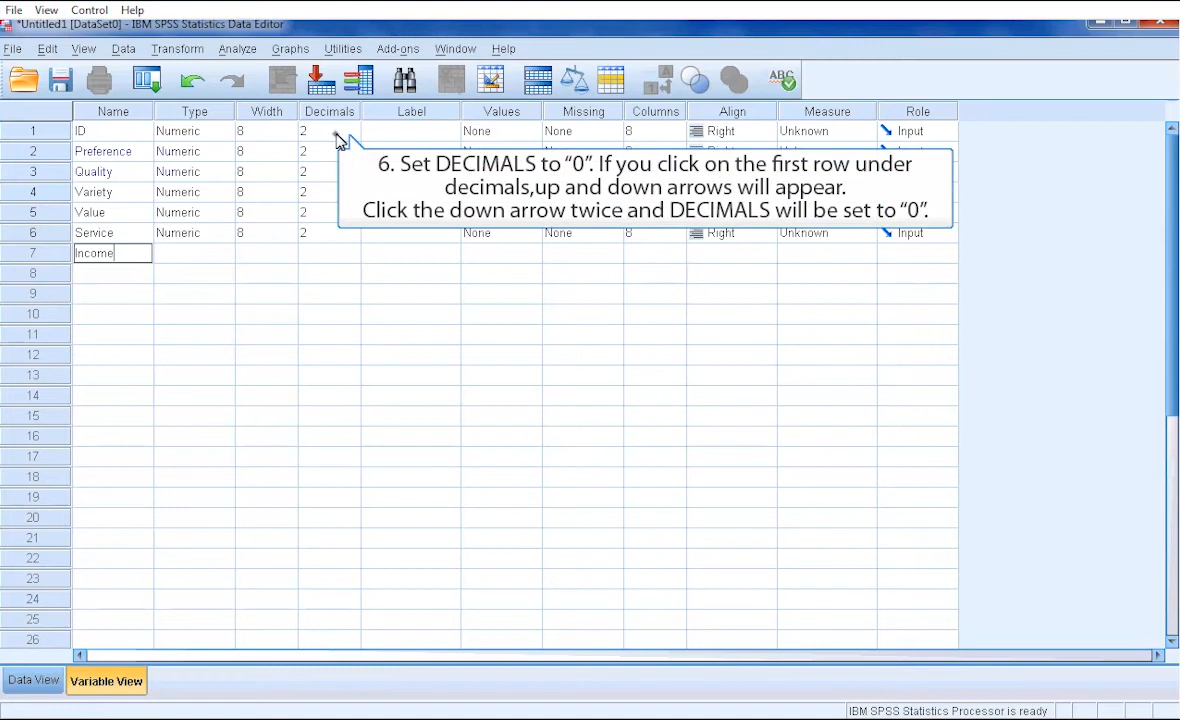 File View Control Help
*Untitled1 [DataSet0] - IBM SPSS Statistics Data Editor
File Edit View Data Transform Analyze Graphs Utilities Add-ons Window Help
Name Type Width Decimals Label Values Missing Columns Align Measure Role
1 ID Numeric 8 2 None None 8 Right Unknown Input
2 Preference Numeric 8 2
3 Quality Numeric 8 2
4 Variety Numeric 8 2
5 Value Numeric 8 2
6 Service Numeric 8 2 None None 8 Right Unknown Input
6. Set DECIMALS to “0”. If you click on the first row under
decimals,up and down arrows will appear.
Click the down arrow twice and DECIMALS will be set to “0”.
7 Income
8
9
10
11
12
13
14
15
16
17
18
19
20
21
22
23
24
25
26
Data View Variable View
IBM SPSS Statistics Processor is ready